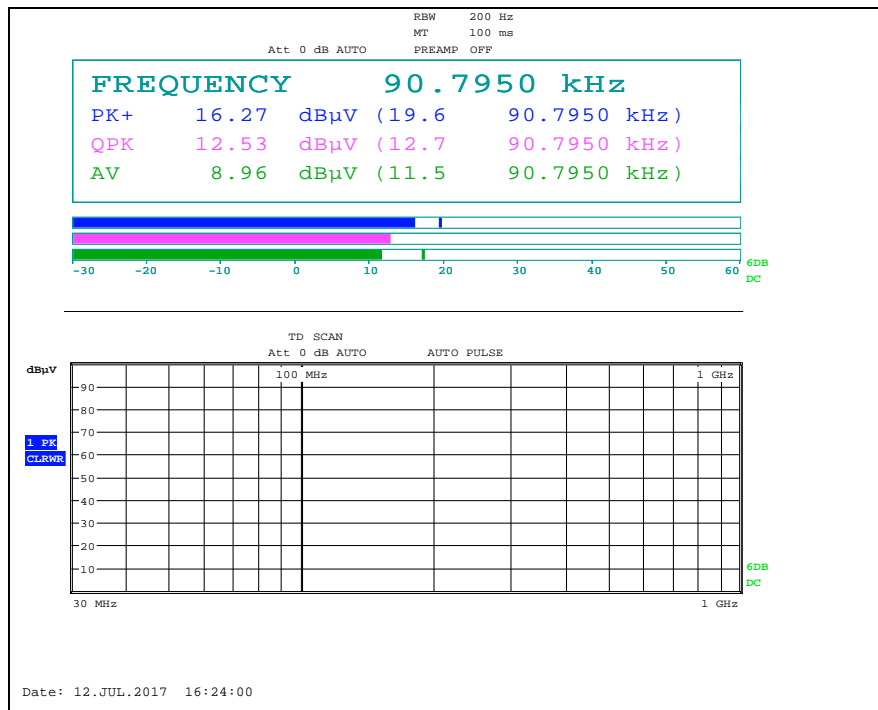 RBW 200 Hz
MT 100 ms
Att 0 dB AUTO PREAMP OFF
FREQUENCY 90.7950 kHz
PK+ 16.27 dBµV (19.6 90.7950 kHz)
QPK 12.53 dBµV (12.7 90.7950 kHz)
AV 8.96 dBµV (11.5 90.7950 kHz)
-30 -20 -10 0 10 20 30 40 50 60
6DB
DC
TD SCAN
Att 0 dB AUTO AUTO PULSE
dBµV
100 MHz 1 GHz
90
80
70
1 PK
CLRWR
60
50
40
30
20
10
6DB
DC
30 MHz 1 GHz
Date: 12.JUL.2017 16:24:00